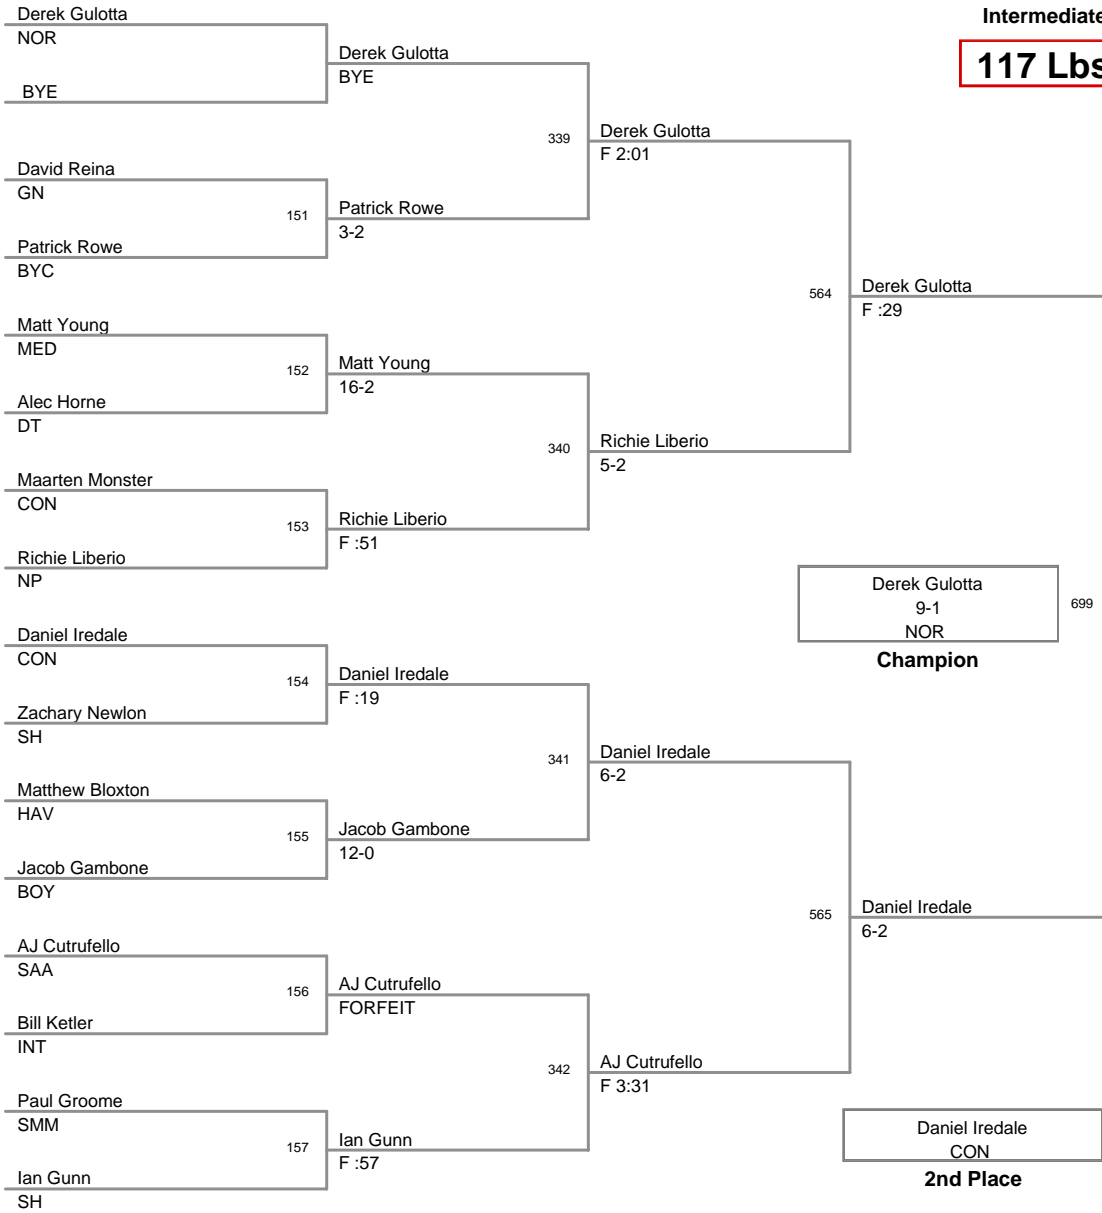 Intermediate
117 Lbs
Derek Gulotta
NOR
BYE
Derek Gulotta
BYE
339
Derek Gulotta
F 2:01
David Reina
GN
151
Patrick Rowe
3-2
Patrick Rowe
BYC
564
Derek Gulotta
F :29
Matt Young
MED
152
Matt Young
16-2
Alec Horne
DT
340
Richie Liberio
5-2
Maarten Monster
CON
153
Richie Liberio
F :51
Richie Liberio
NP
Derek Gulotta
9-1
NOR
699
Champion
Daniel Iredale
CON
154
Daniel Iredale
F :19
Zachary Newlon
SH
341
Daniel Iredale
6-2
Matthew Bloxton
HAV
155
Jacob Gambone
12-0
Jacob Gambone
BOY
565
Daniel Iredale
6-2
AJ Cutrufello
SAA
156
AJ Cutrufello
FORFEIT
Bill Ketler
INT
342
AJ Cutrufello
F 3:31
Paul Groome
SMM
157
Ian Gunn
F :57
Ian Gunn
SH
Daniel Iredale
CON
2nd Place